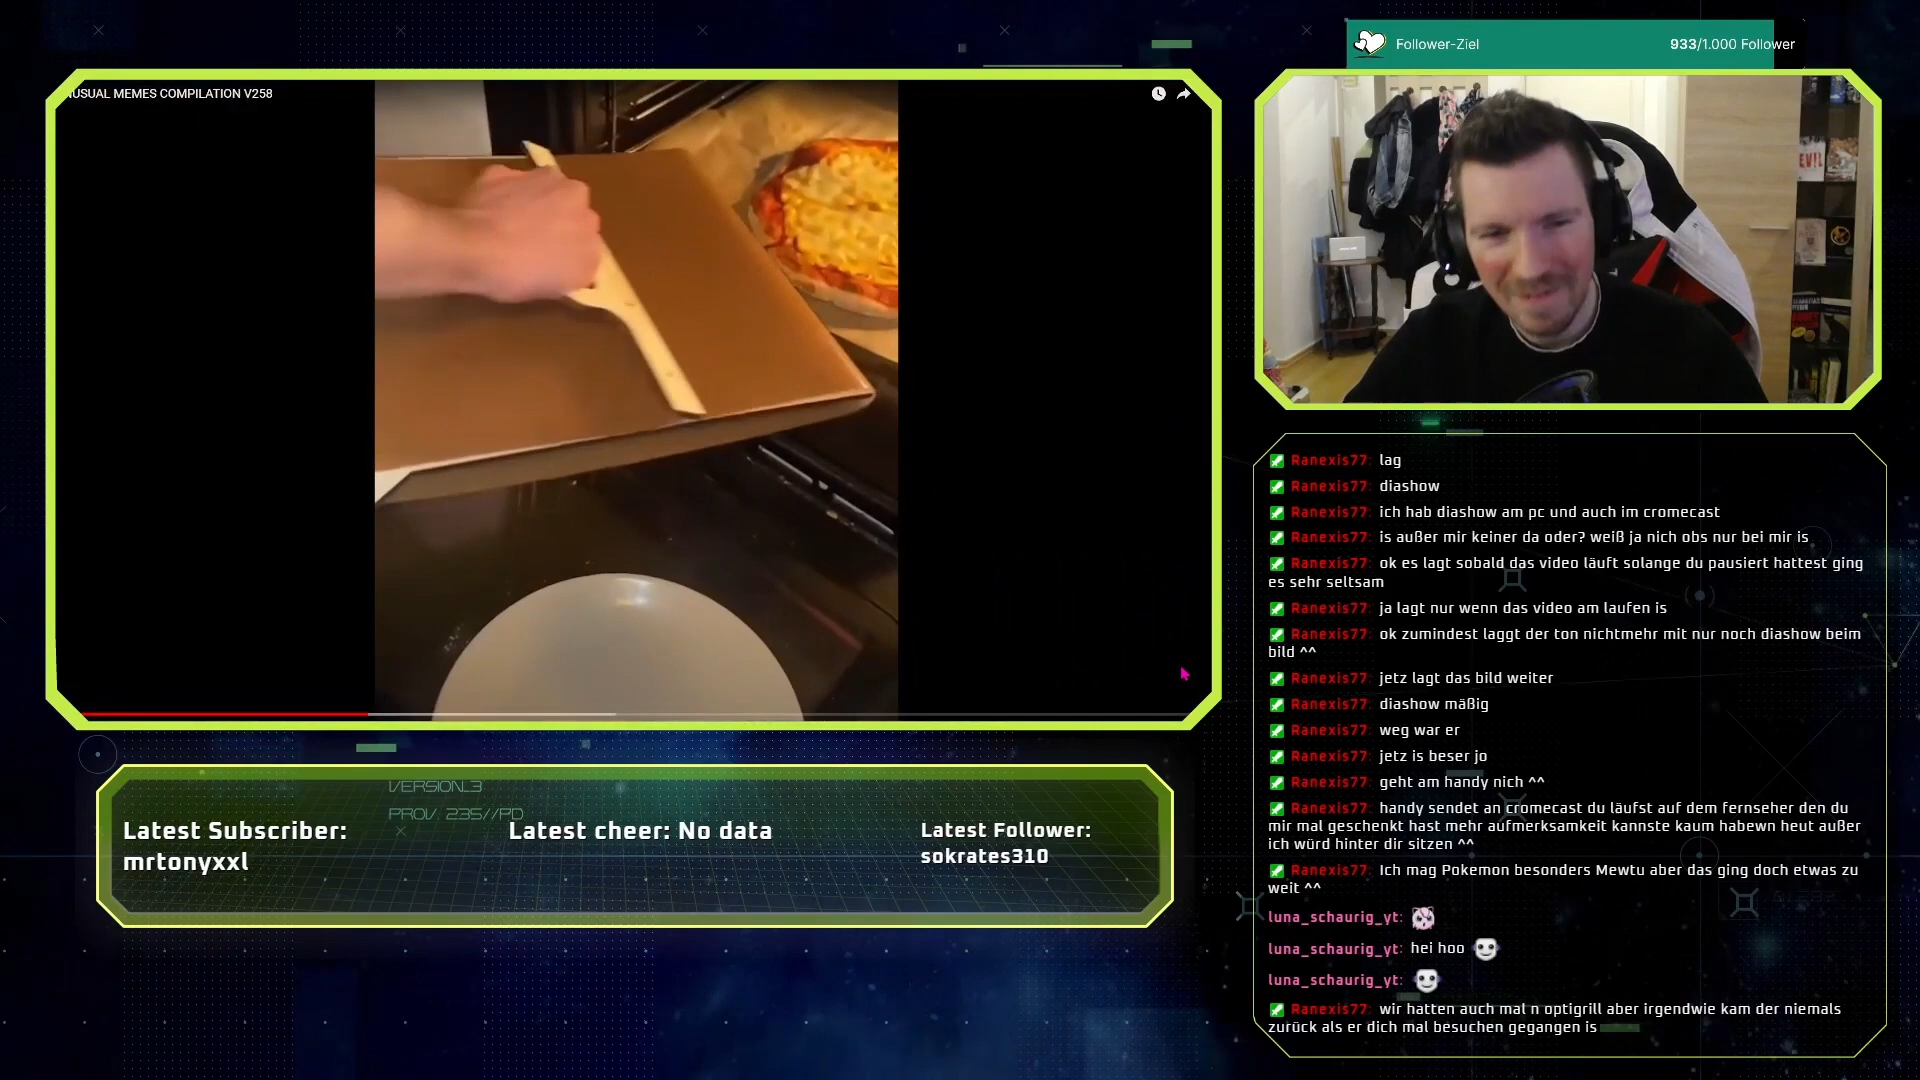 Follower-Ziel 933/1.000 Follower
USUAL MEMES COMPILATION V258
Ranexis77: lag
Ranexis77: diashow
Ranexis77: ich hab diashow am pc und auch im cromecast
Ranexis77: is außer mir keiner da oder? weiß ja nich obs nur bei mir is
Ranexis77: ok es lagt sobald das video läuft solange du pausiert hattest ging
es sehr seltsam
Ranexis77: ja lagt nur wenn das video am laufen is
Ranexis77: ok zumindest laggt der ton nichtmehr mit nur noch diashow beim
bild ^^
Ranexis77: jetz lagt das bild weiter
Ranexis77: diashow mäßig
Ranexis77: weg war er
Ranexis77: jetz is beser jo
Ranexis77: geht am handy nich ^^
Ranexis77: handy sendet an cromecast du läufst auf dem fernseher den du
mir mal geschenkt hast mehr aufmerksamkeit kannste kaum habewn heut außer
ich würd hinter dir sitzen ^^
Ranexis77: Ich mag Pokemon besonders Mewtu aber das ging doch etwas zu
weit ^^
luna_schaurig_yt:
luna_schaurig_yt: hei hoo
luna_schaurig_yt:
Ranexis77: wir hatten auch mal n optigrill aber irgendwie kam der niemals
zurück als er dich mal besuchen gegangen is
VERSION_3
PROV. 235//PD
Latest Subscriber:
mrtonyxxl
Latest cheer: No data
Latest Follower:
sokrates310